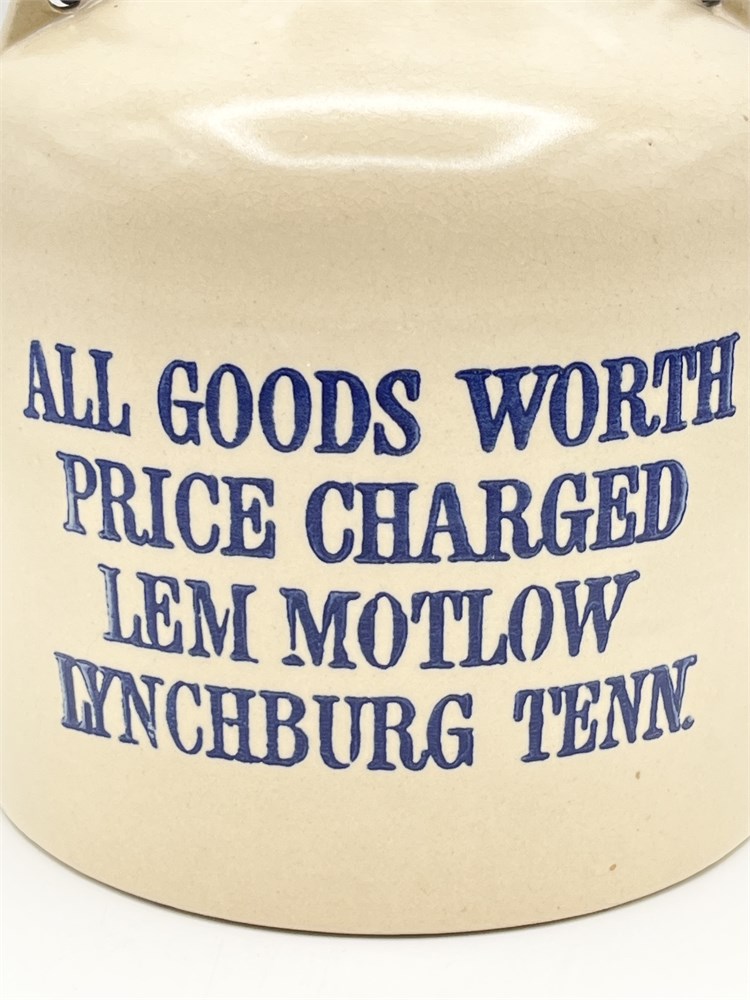 ALL GOODS WORTH
PRICE CHARGED
LEM MOTLOW
LYNCHBURG TENN.